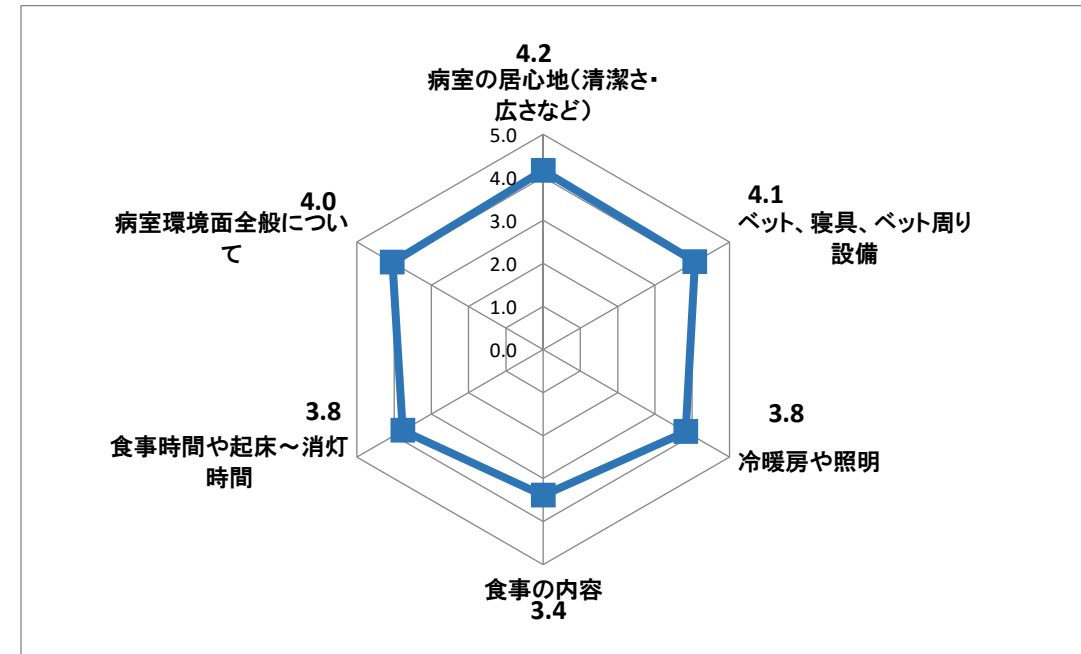 4.2
病室の居心地(清潔さ・
広さなど)
5.0
4.0
3.0
2.0
1.0
0.0
4.1
ベット、寝具、ベット周り
設備
3.8
冷暖房や照明
食事の内容
3.4
3.8
食事時間や起床～消灯
時間
4.0
病室環境面全般につい
て